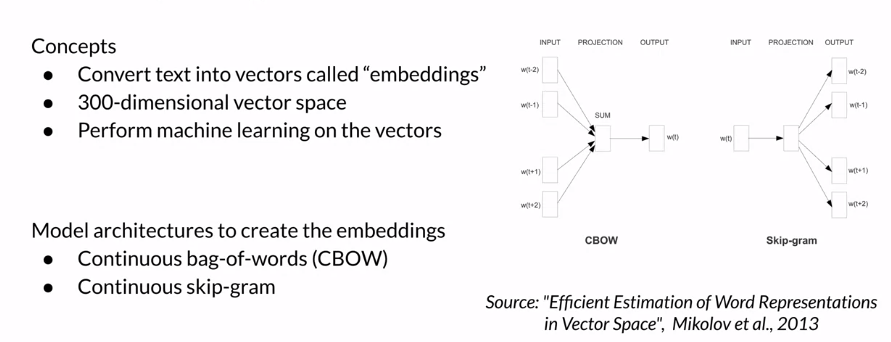 Concepts
● Convert text into vectors called “embeddings”
● 300-dimensional vector space
● Perform machine learning on the vectors
Model architectures to create the embeddings
● Continuous bag-of-words (CBOW)
● Continuous skip-gram
INPUT PROJECTION OUTPUT
w(t-2)
w(t-1)
SUM
w(t)
w(t+1)
w(t+2)
CBOW
INPUT PROJECTION OUTPUT
w(t-2)
w(t-1)
w(t)
w(t+1)
w(t+2)
Skip-gram
Source: "Efficient Estimation of Word Representations
in Vector Space", Mikolov et al., 2013